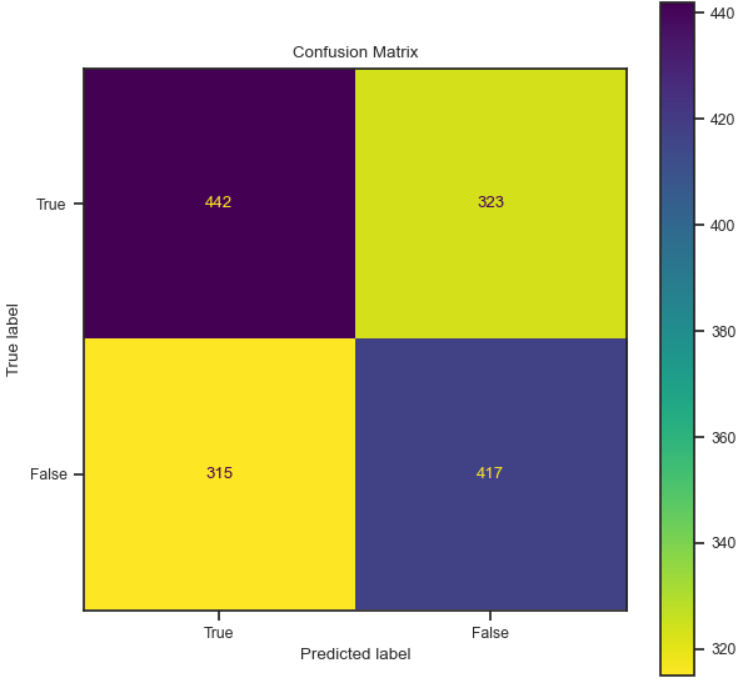 Confusion Matrix
True label
True
False
442
323
315
417
True
False
Predicted label
440
420
400
380
360
340
320